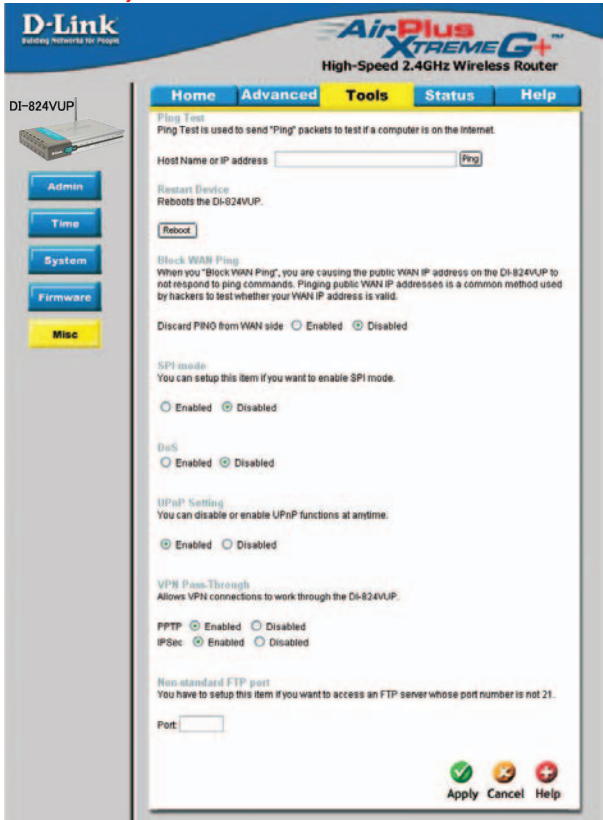 D-Link
Building Networks for People
AirPlus
XTREME G+™
High-Speed 2.4GHz Wireless Router
DI-824VUP
Home Advanced Tools Status Help
Admin
Time
System
Firmware
Misc
Ping Test
Ping Test is used to send "Ping" packets to test if a computer is on the Internet.
Host Name or IP address Ping
Restart Device
Reboots the DI-824VUP.
Reboot
Block WAN Ping
When you "Block WAN Ping", you are causing the public WAN IP address on the DI-824VUP to
not respond to ping commands. Pinging public WAN IP addresses is a common method used
by hackers to test whether your WAN IP address is valid.
Discard PING from WAN side Enabled Disabled
SPI mode
You can setup this item if you want to enable SPI mode.
Enabled Disabled
DoS
Enabled Disabled
UPnP Setting
You can disable or enable UPnP functions at anytime.
Enabled Disabled
VPN Pass-Through
Allows VPN connections to work through the DI-824VUP.
PPTP Enabled Disabled
IPSec Enabled Disabled
Non-standard FTP port
You have to setup this item if you want to access an FTP server whose port number is not 21.
Port
Apply Cancel Help